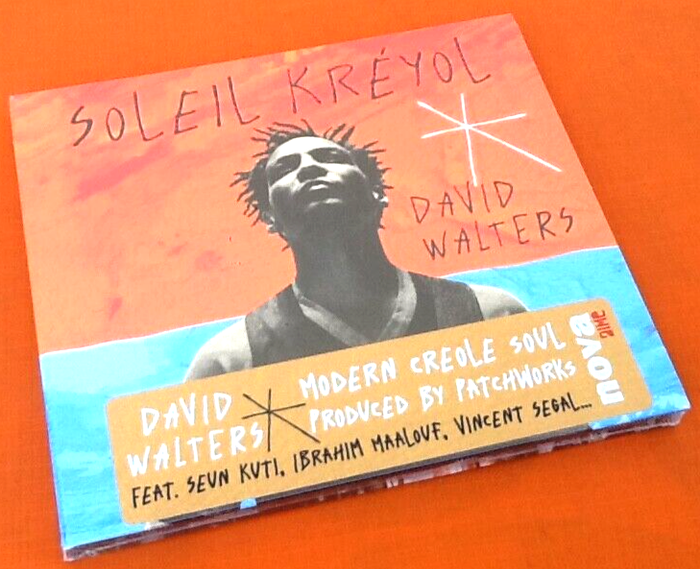 SOLEIL KRÉYOL
DAVID
WALTERS
DAVID
WALTERS
MODERN CREOLE SOUL
PRODUCED BY PATCHWORKS
FEAT. SEUN KUTI, IBRAHIM MAALOUF, VINCENT SEGAL...
nova
aime